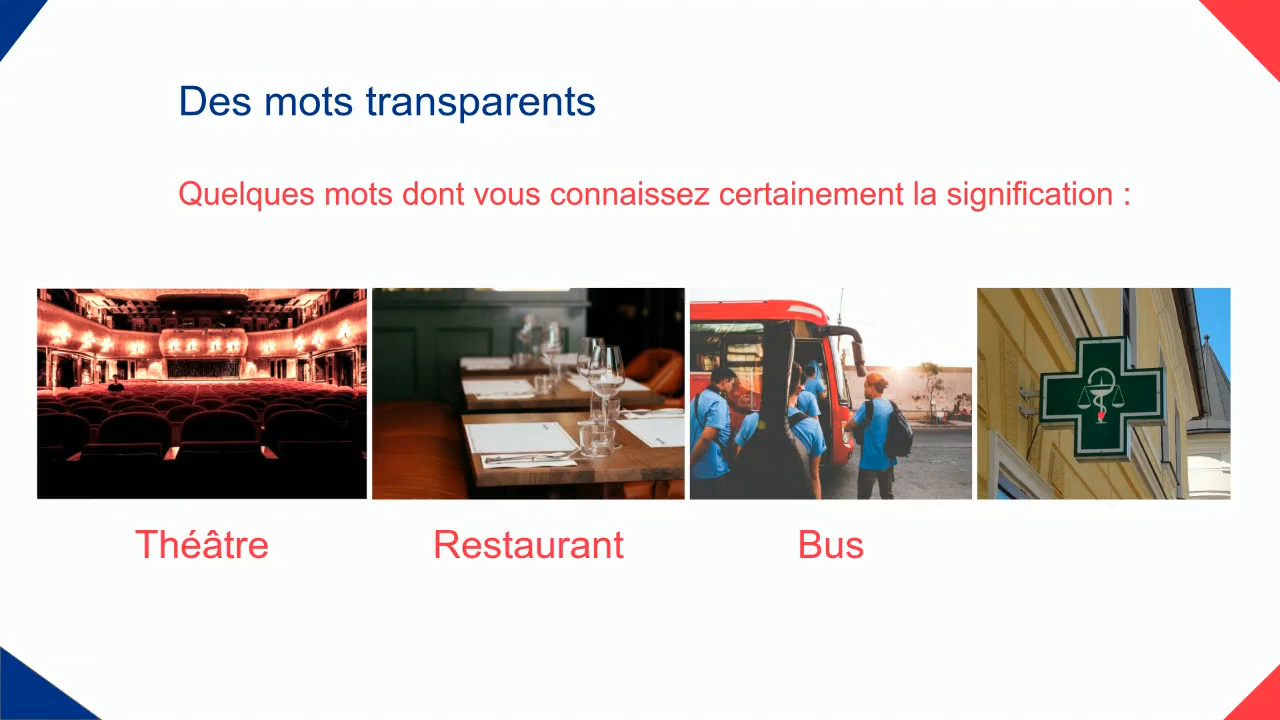 Des mots transparents
Quelques mots dont vous connaissez certainement la signification :
Théâtre
Restaurant
Bus